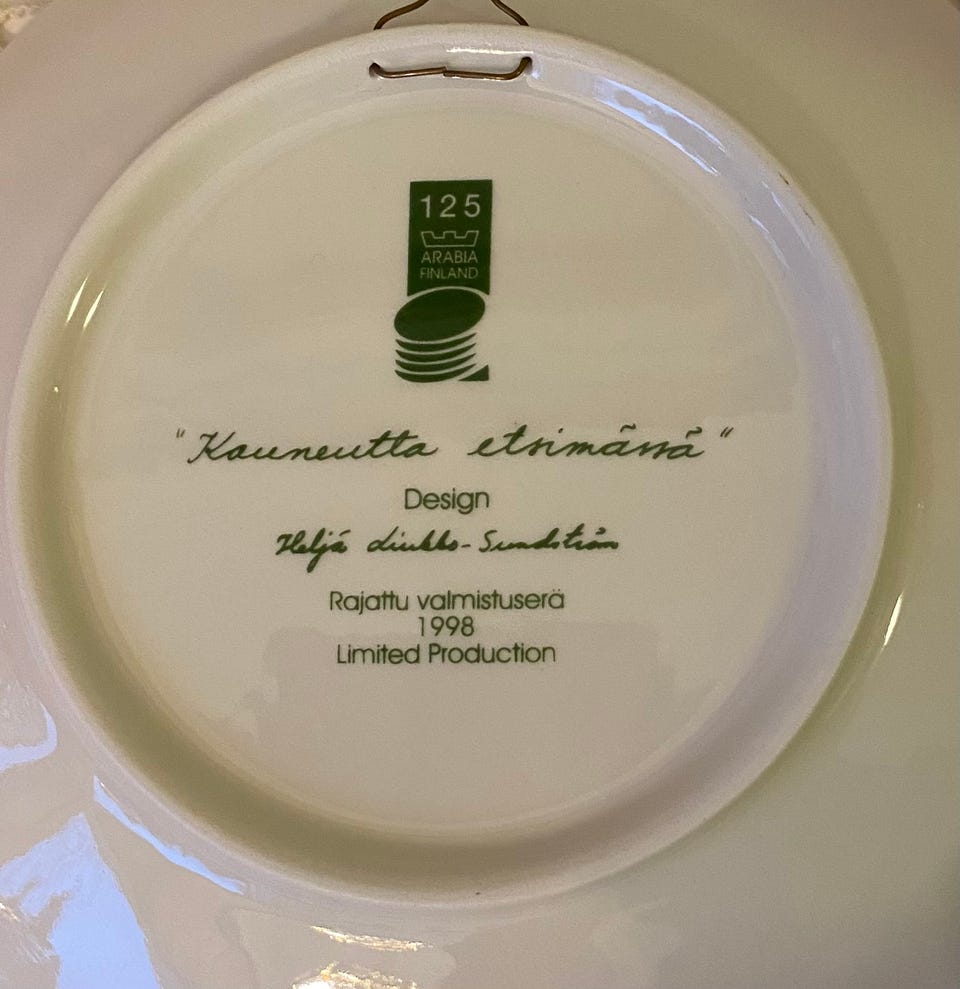 125
ARABIA
FINLAND
"Kauneutta etsimässä"
Design
Heljä Liukko-Sundström
Rajattu valmistuserä
1998
Limited Production